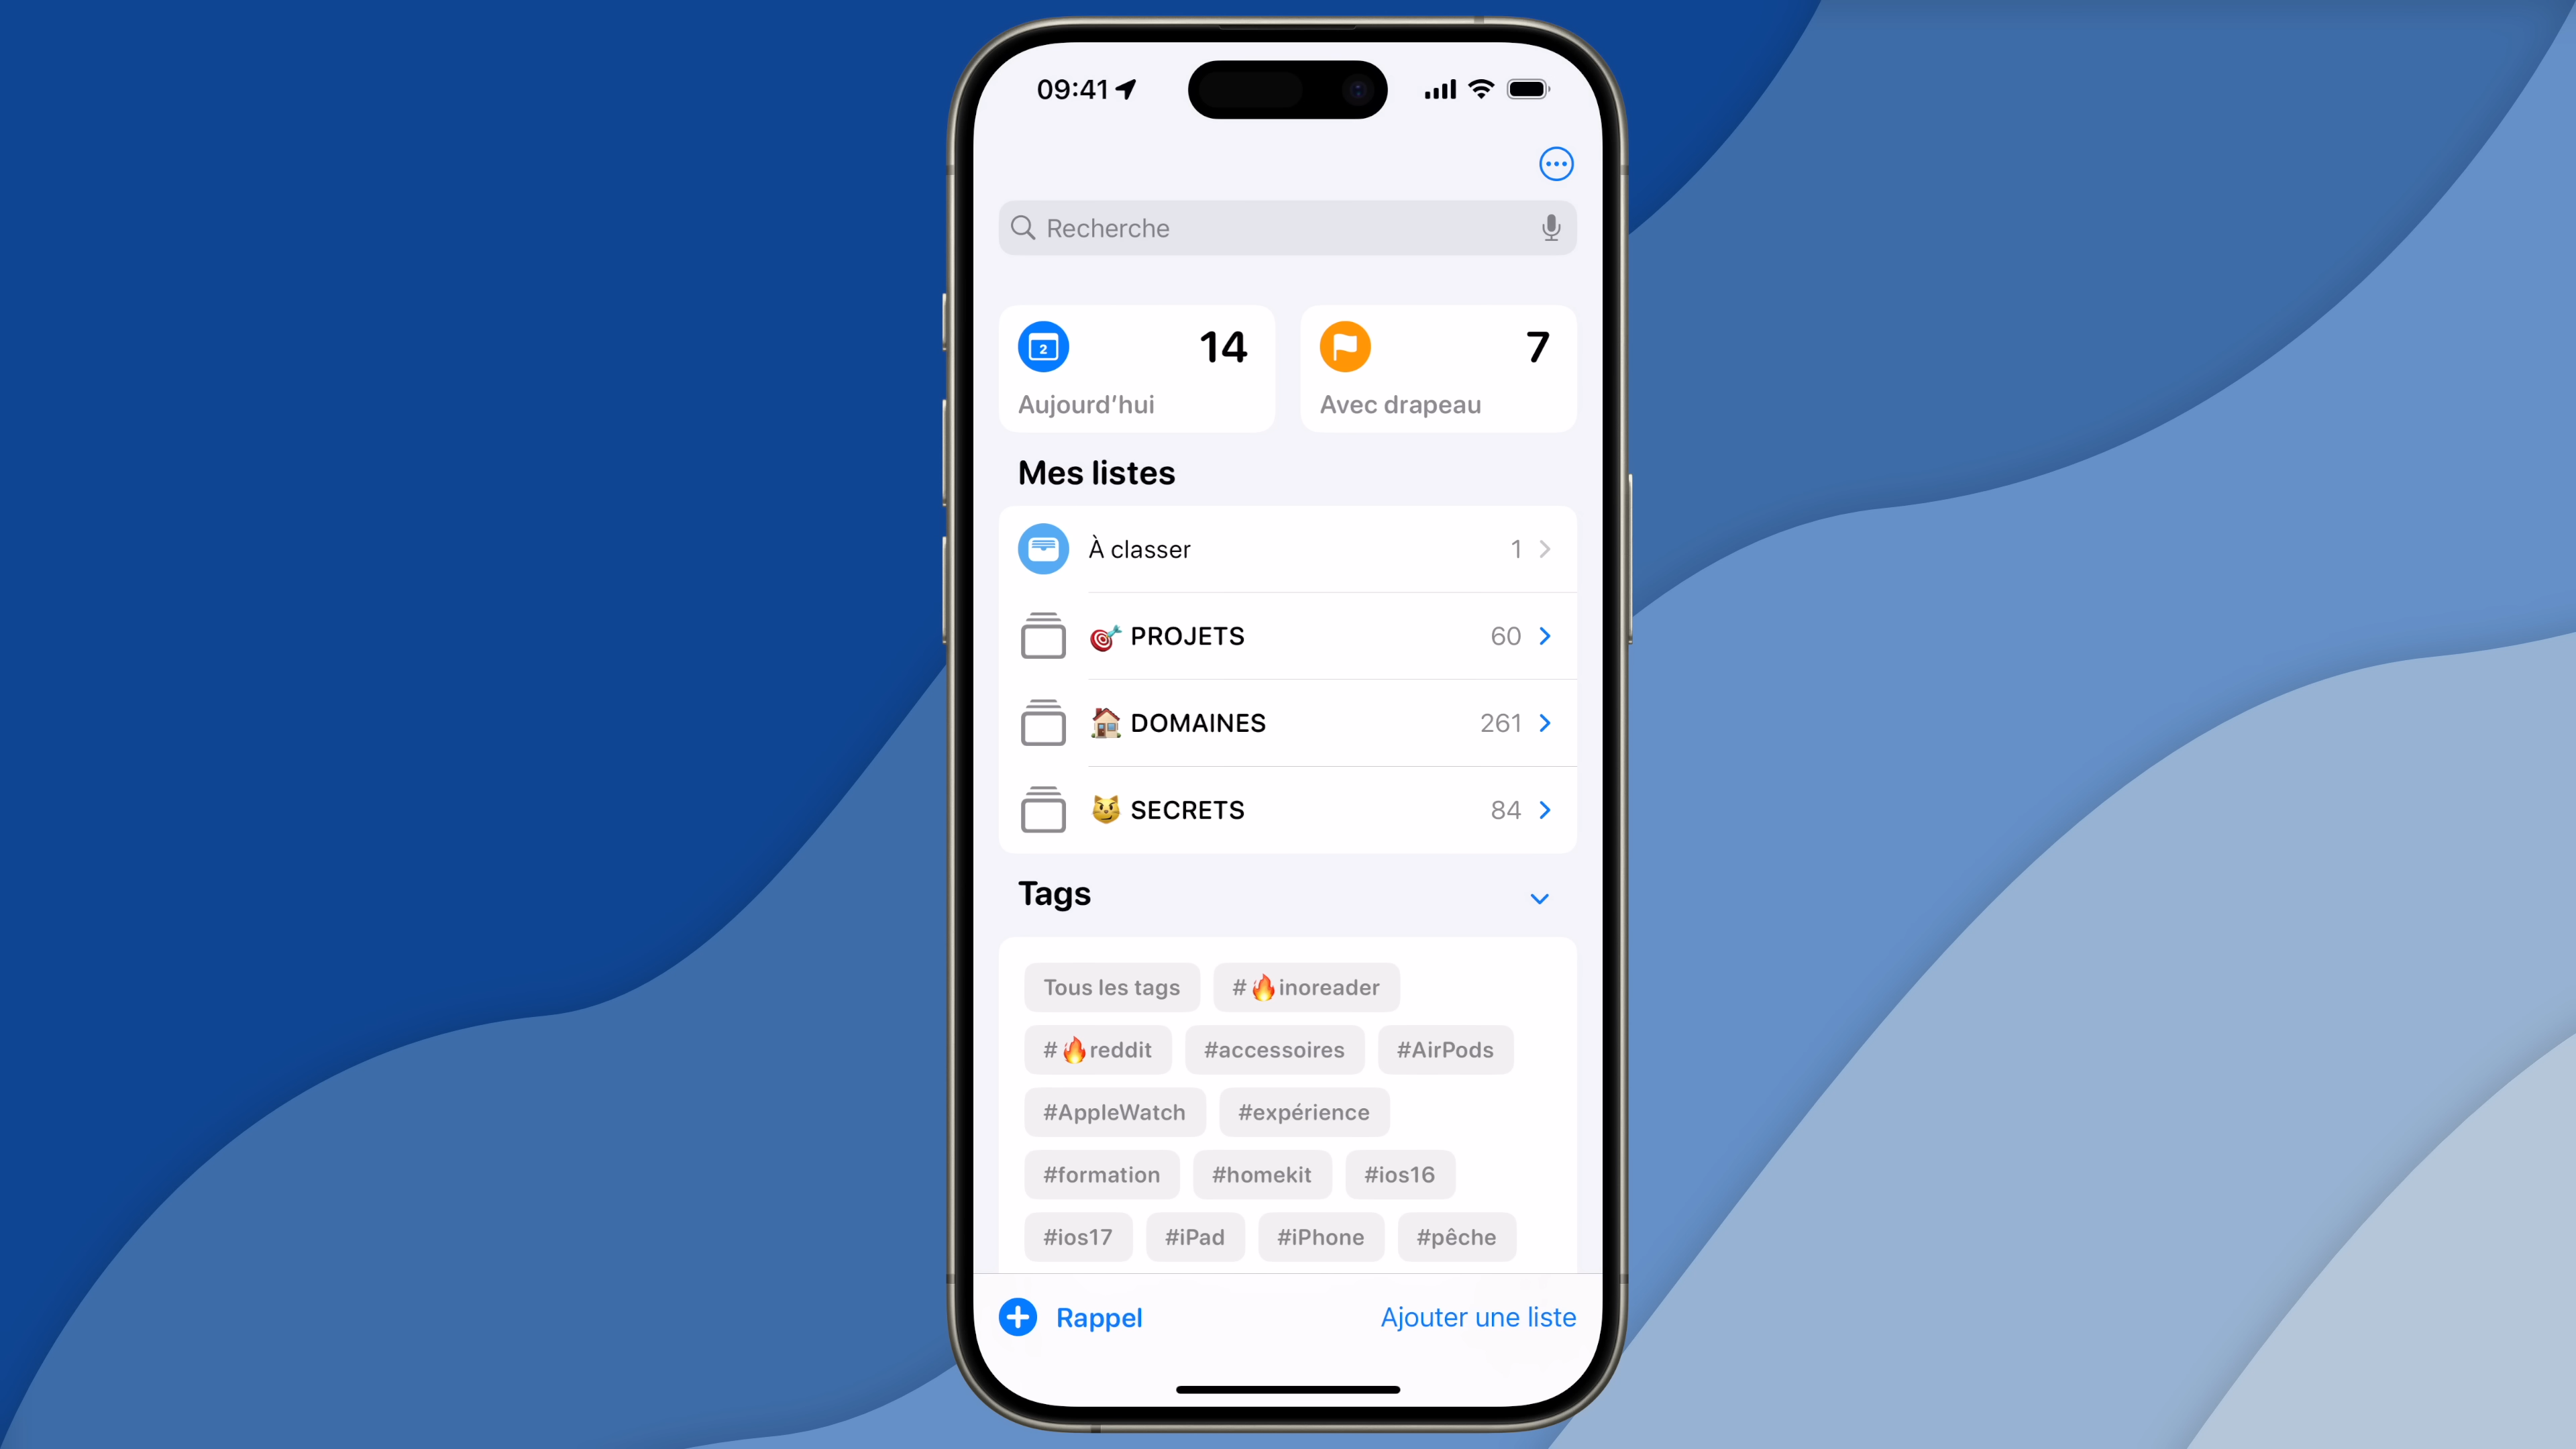 09:41
Recherche
2
14
7
Aujourd’hui
Avec drapeau
Mes listes
À classer
1
🎯 PROJETS
60
🏠 DOMAINES
261
😼 SECRETS
84
Tags
Tous les tags
#🔥inoreader
#🔥reddit
#accessoires
#AirPods
#AppleWatch
#expérience
#formation
#homekit
#ios16
#ios17
#iPad
#iPhone
#pêche
Rappel
Ajouter une liste